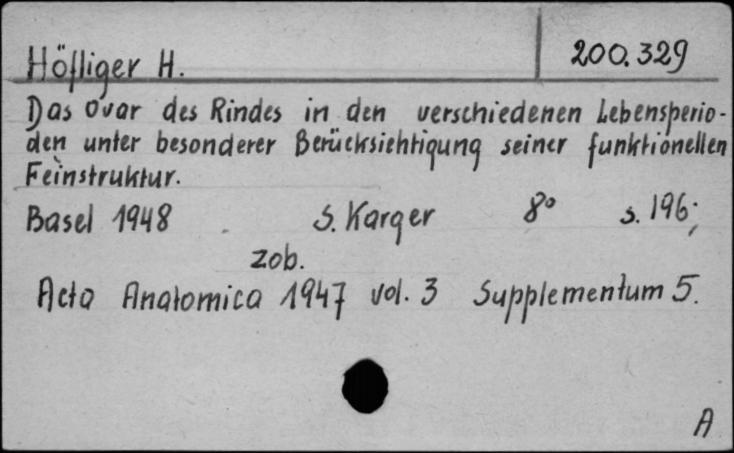 Höfliger H.
200.329
Das Ovar des Rindes in den verschiedenen Lebensperio-
den unter besonderer Berücksichtigung seiner funktionellen
Feinstruktur.
Basel 1948 S. Karger 8° s. 196;
zob.
Acta Anatomica 1947 vol. 3 Supplementum 5.
A